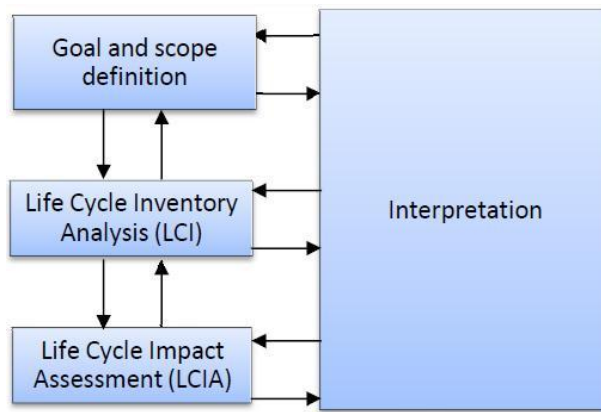 Goal and scope
definition
Life Cycle Inventory
Analysis (LCI)
Interpretation
Life Cycle Impact
Assessment (LCIA)